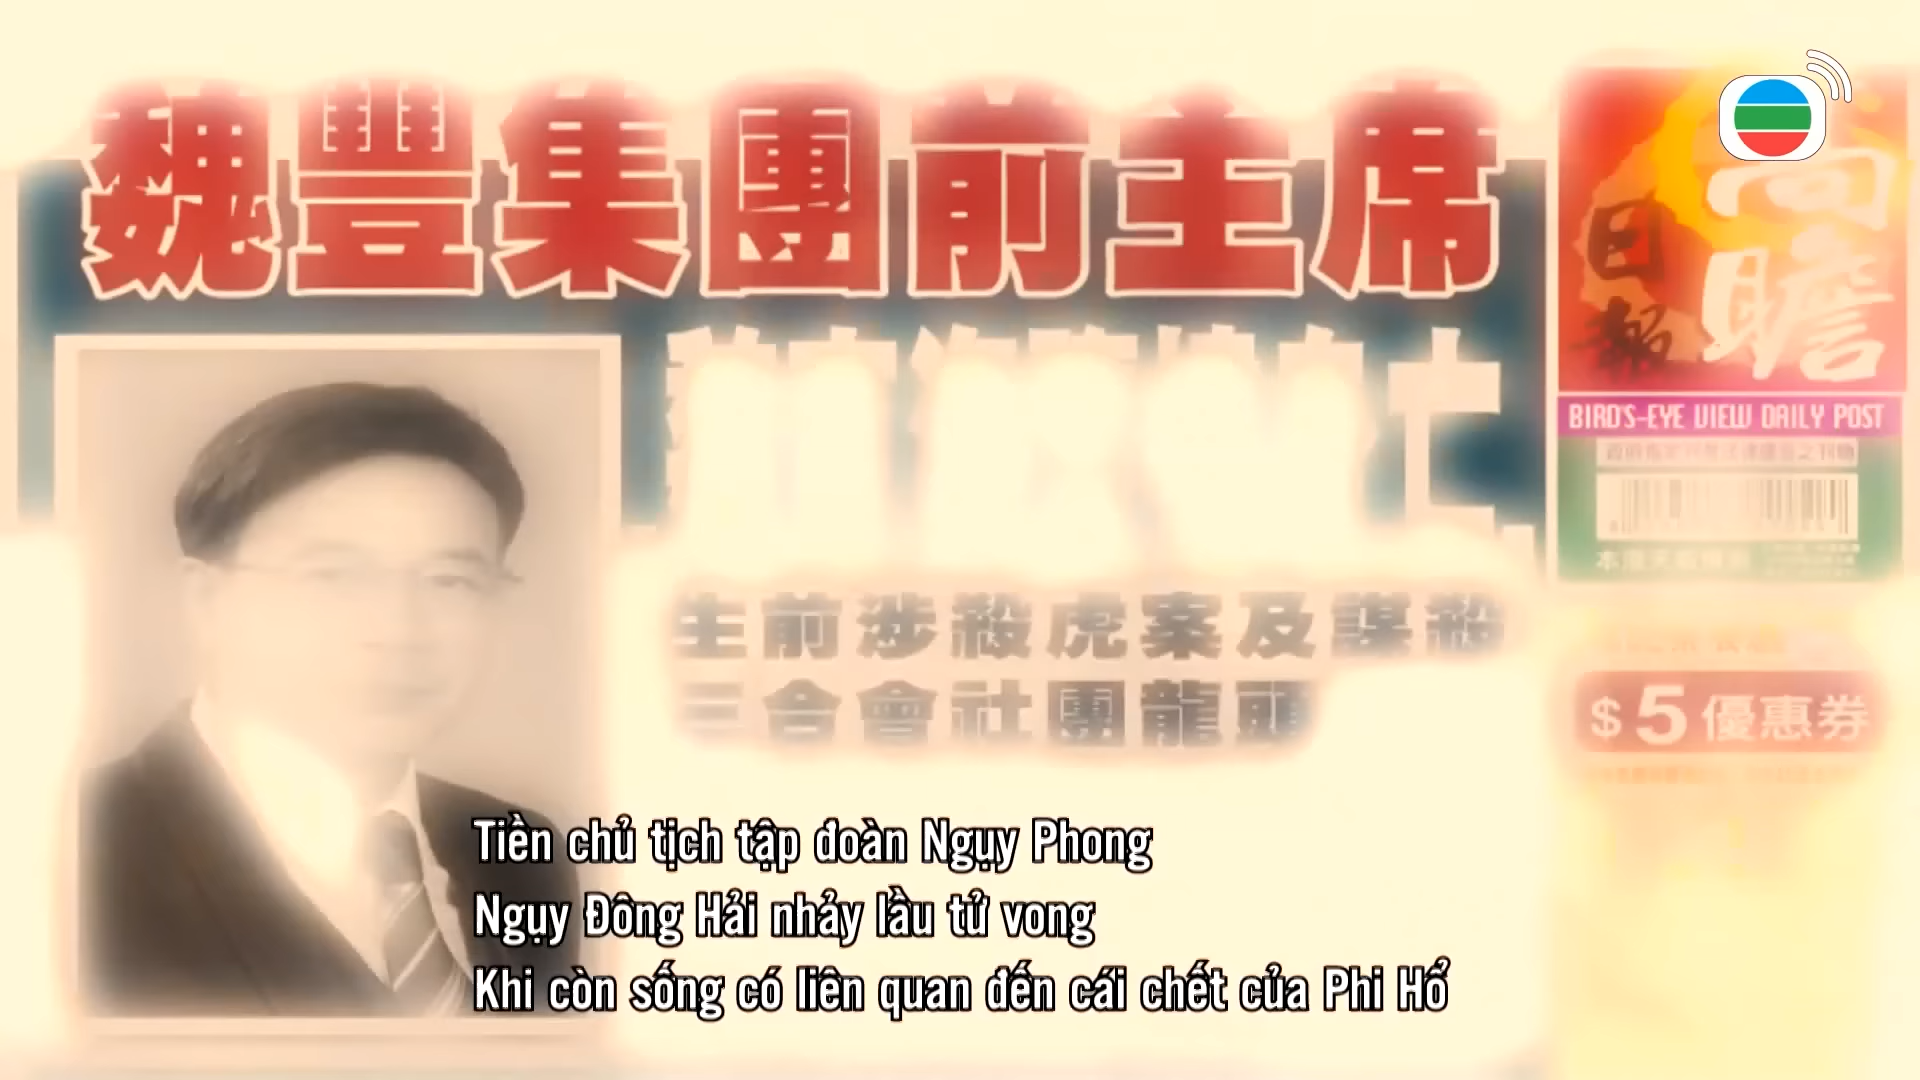 魏豐集團前主席
生前涉殺虎案及謀殺
三合會社團龍頭
高瞻
日報
BIRD'S-EYE VIEW DAILY POST
$5優惠券
Tiền chủ tịch tập đoàn Ngụy Phong
Ngụy Đông Hải nhảy lầu tử vong
Khi còn sống có liên quan đến cái chết của Phi Hổ